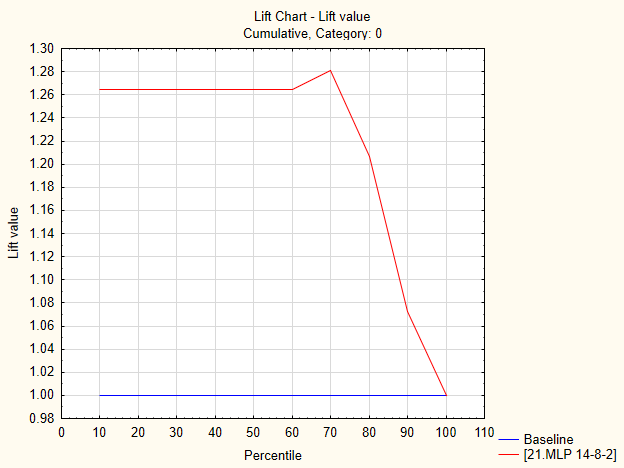 Lift Chart - Lift value
Cumulative, Category: 0
1.30
1.28
1.26
1.24
1.22
1.20
1.18
1.16
1.14
1.12
1.10
1.08
1.06
1.04
1.02
1.00
0.98
Lift value
0 10 20 30 40 50 60 70 80 90 100 110
Percentile
Baseline
[21.MLP 14-8-2]